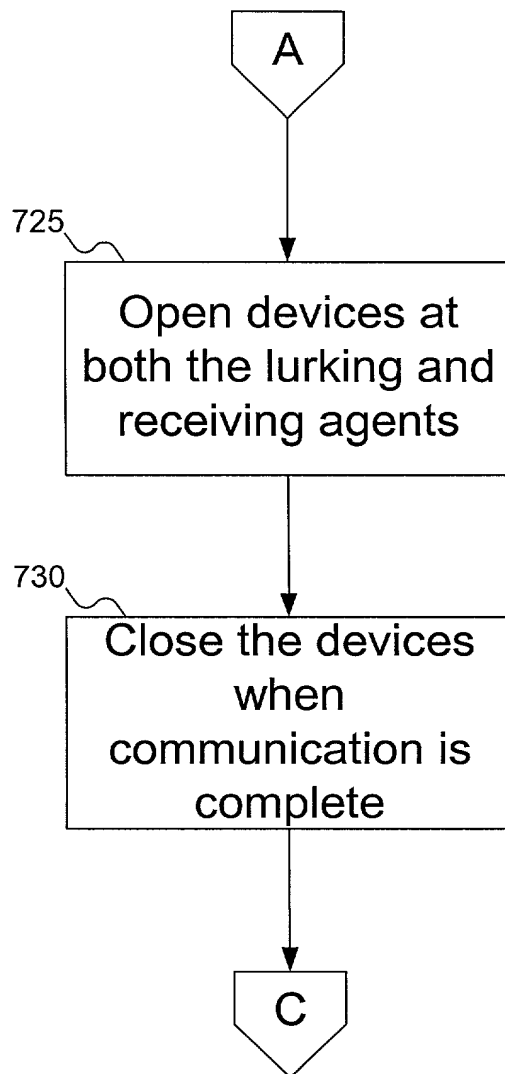 A
725
Open devices at
both the lurking and
receiving agents
730
Close the devices
when
communication is
complete
C